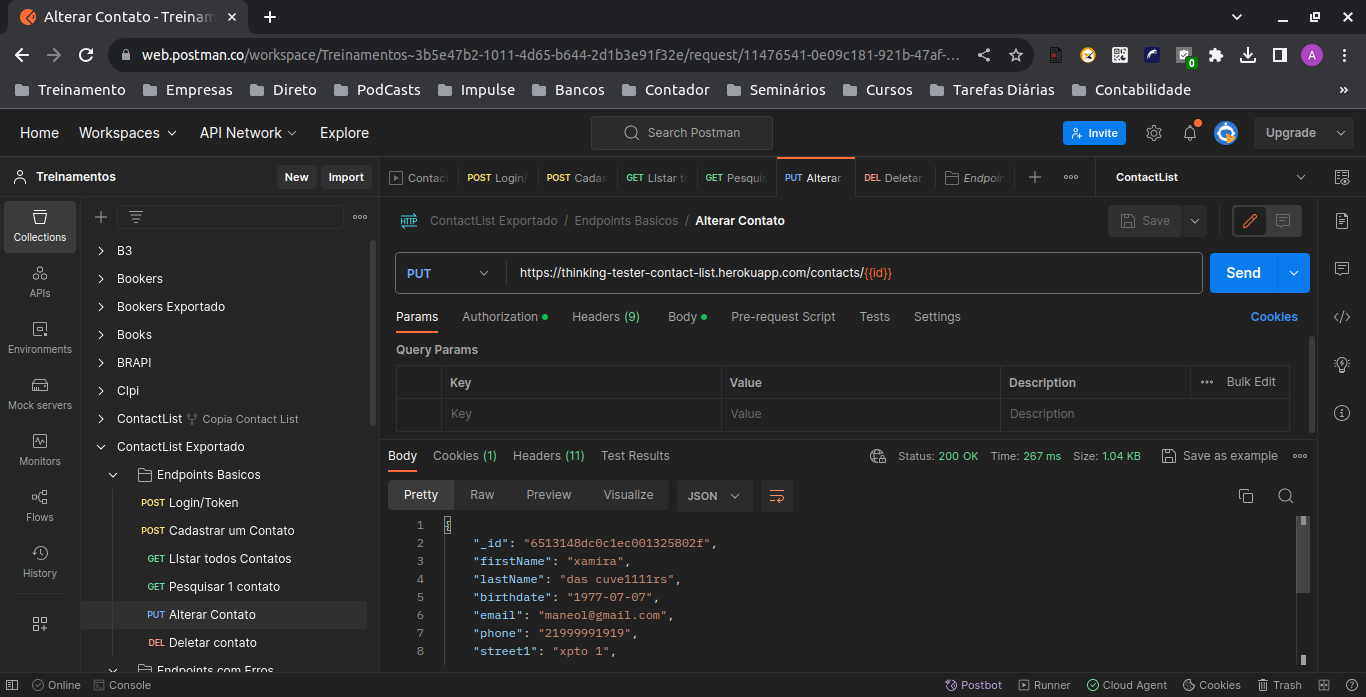 Alterar Contato - Treinam
web.postman.co/workspace/Treinamentos~3b5e47b2-1011-4d65-b644-2d1b3e91f32e/request/11476541-0e09c181-921b-47af-...
0
A
Treinamento Empresas Direto PodCasts Impulse Bancos Contador Seminários Cursos Tarefas Diárias Contabilidade »
Home Workspaces API Network Explore Search Postman Invite Upgrade
Treinamentos New Import
Contac POST Login/ POST Cadas GET LIstar to GET Pesquis PUT Alterar DEL Deletar Endpoin ContactList
HTTP ContactList Exportado / Endpoints Basicos / Alterar Contato Save
PUT https://thinking-tester-contact-list.herokuapp.com/contacts/{{id}} Send
Params Authorization Headers (9) Body Pre-request Script Tests Settings Cookies
Query Params
Key Value Description Bulk Edit
Key Value Description
Collections
APIs
Environments
Mock servers
Monitors
Flows
History
B3
Bookers
Bookers Exportado
Books
BRAPI
Clpi
ContactList Copia Contact List
ContactList Exportado
Endpoints Basicos
POST Login/Token
POST Cadastrar um Contato
GET LIstar todos Contatos
GET Pesquisar 1 contato
PUT Alterar Contato
DEL Deletar contato
Endpoints com Erros
Body Cookies (1) Headers (11) Test Results Status: 200 OK Time: 267 ms Size: 1.04 KB Save as example
Pretty Raw Preview Visualize JSON
1 {
2 "_id": "6513148dc0c1ec001325802f",
3 "firstName": "xamira",
4 "lastName": "das cuve1111rs",
5 "birthdate": "1977-07-07",
6 "email": "maneol@gmail.com",
7 "phone": "21999991919",
8 "street1": "xpto 1",
Online Console Postbot Runner Cloud Agent Cookies Trash